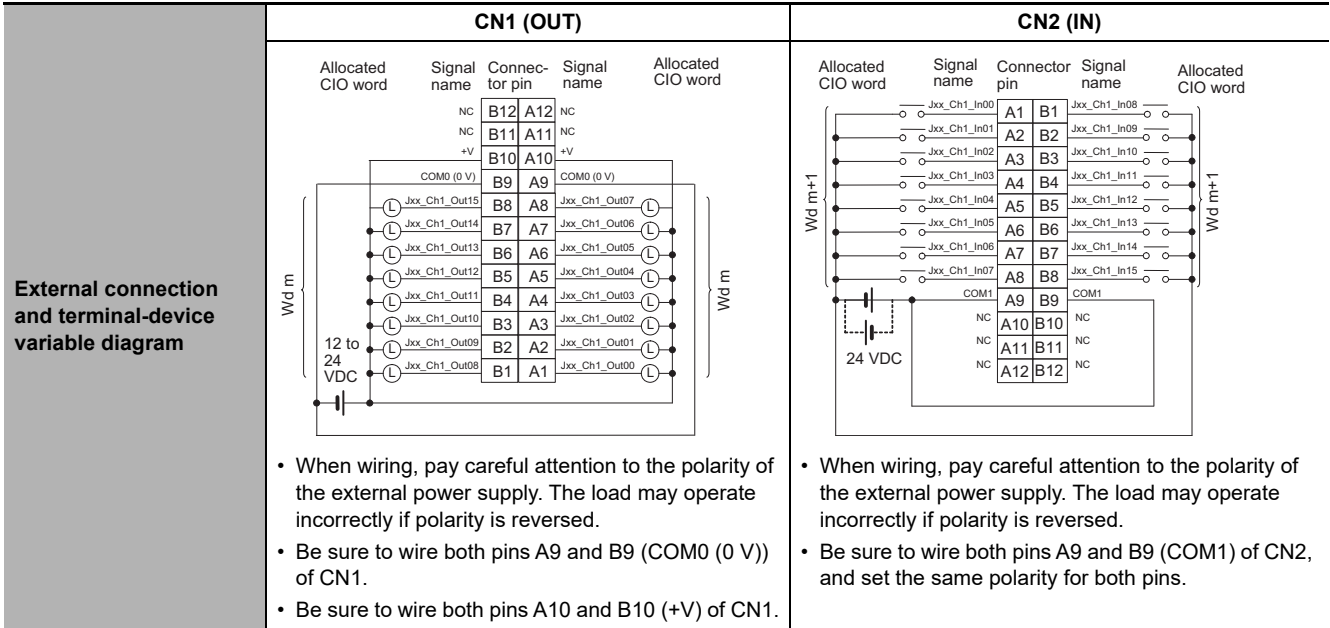 CN1 (OUT)
CN2 (IN)
External connection
and terminal-device
variable diagram
Allocated
CIO word
Signal
name
Connec-
tor pin
Signal
name
Allocated
CIO word
NC B12 A12 NC
NC B11 A11 NC
+V B10 A10 +V
COM0 (0 V) B9 A9 COM0 (0 V)
L Jxx_Ch1_Out15 B8 A8 Jxx_Ch1_Out07 L
L Jxx_Ch1_Out14 B7 A7 Jxx_Ch1_Out06 L
L Jxx_Ch1_Out13 B6 A6 Jxx_Ch1_Out05 L
L Jxx_Ch1_Out12 B5 A5 Jxx_Ch1_Out04 L
L Jxx_Ch1_Out11 B4 A4 Jxx_Ch1_Out03 L
L Jxx_Ch1_Out10 B3 A3 Jxx_Ch1_Out02 L
L Jxx_Ch1_Out09 B2 A2 Jxx_Ch1_Out01 L
L Jxx_Ch1_Out08 B1 A1 Jxx_Ch1_Out00 L
Wd m
Wd m
12 to
24
VDC
• When wiring, pay careful attention to the polarity of
the external power supply. The load may operate
incorrectly if polarity is reversed.
• Be sure to wire both pins A9 and B9 (COM0 (0 V))
of CN1.
• Be sure to wire both pins A10 and B10 (+V) of CN1.
Allocated
CIO word
Signal
name
Connector
pin
Signal
name
Allocated
CIO word
Jxx_Ch1_In00 A1 B1 Jxx_Ch1_In08
Jxx_Ch1_In01 A2 B2 Jxx_Ch1_In09
Jxx_Ch1_In02 A3 B3 Jxx_Ch1_In10
Jxx_Ch1_In03 A4 B4 Jxx_Ch1_In11
Jxx_Ch1_In04 A5 B5 Jxx_Ch1_In12
Jxx_Ch1_In05 A6 B6 Jxx_Ch1_In13
Jxx_Ch1_In06 A7 B7 Jxx_Ch1_In14
Jxx_Ch1_In07 A8 B8 Jxx_Ch1_In15
COM1 A9 B9 COM1
NC A10 B10 NC
NC A11 B11 NC
NC A12 B12 NC
Wd m+1
Wd m+1
24 VDC
• When wiring, pay careful attention to the polarity of
the external power supply. The load may operate
incorrectly if polarity is reversed.
• Be sure to wire both pins A9 and B9 (COM1) of CN2,
and set the same polarity for both pins.